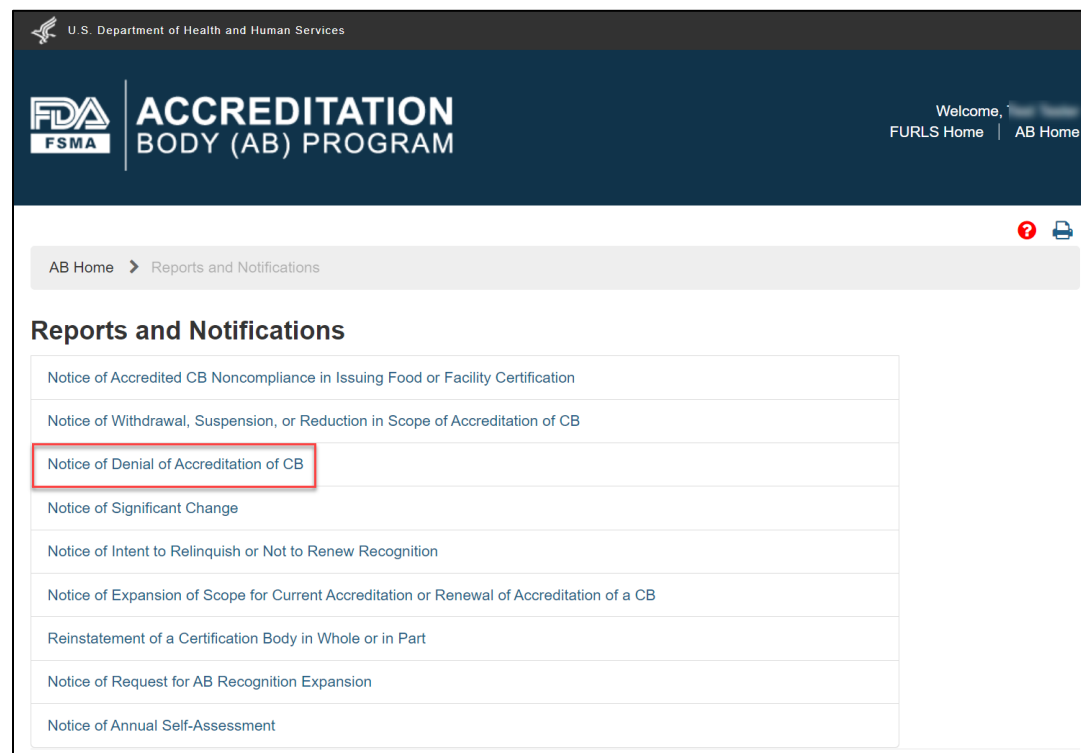 U.S. Department of Health and Human Services
FDA
FSMA
ACCREDITATION
BODY (AB) PROGRAM
Welcome,
FURLS Home | AB Home
AB Home > Reports and Notifications
Reports and Notifications
Notice of Accredited CB Noncompliance in Issuing Food or Facility Certification
Notice of Withdrawal, Suspension, or Reduction in Scope of Accreditation of CB
Notice of Denial of Accreditation of CB
Notice of Significant Change
Notice of Intent to Relinquish or Not to Renew Recognition
Notice of Expansion of Scope for Current Accreditation or Renewal of Accreditation of a CB
Reinstatement of a Certification Body in Whole or in Part
Notice of Request for AB Recognition Expansion
Notice of Annual Self-Assessment